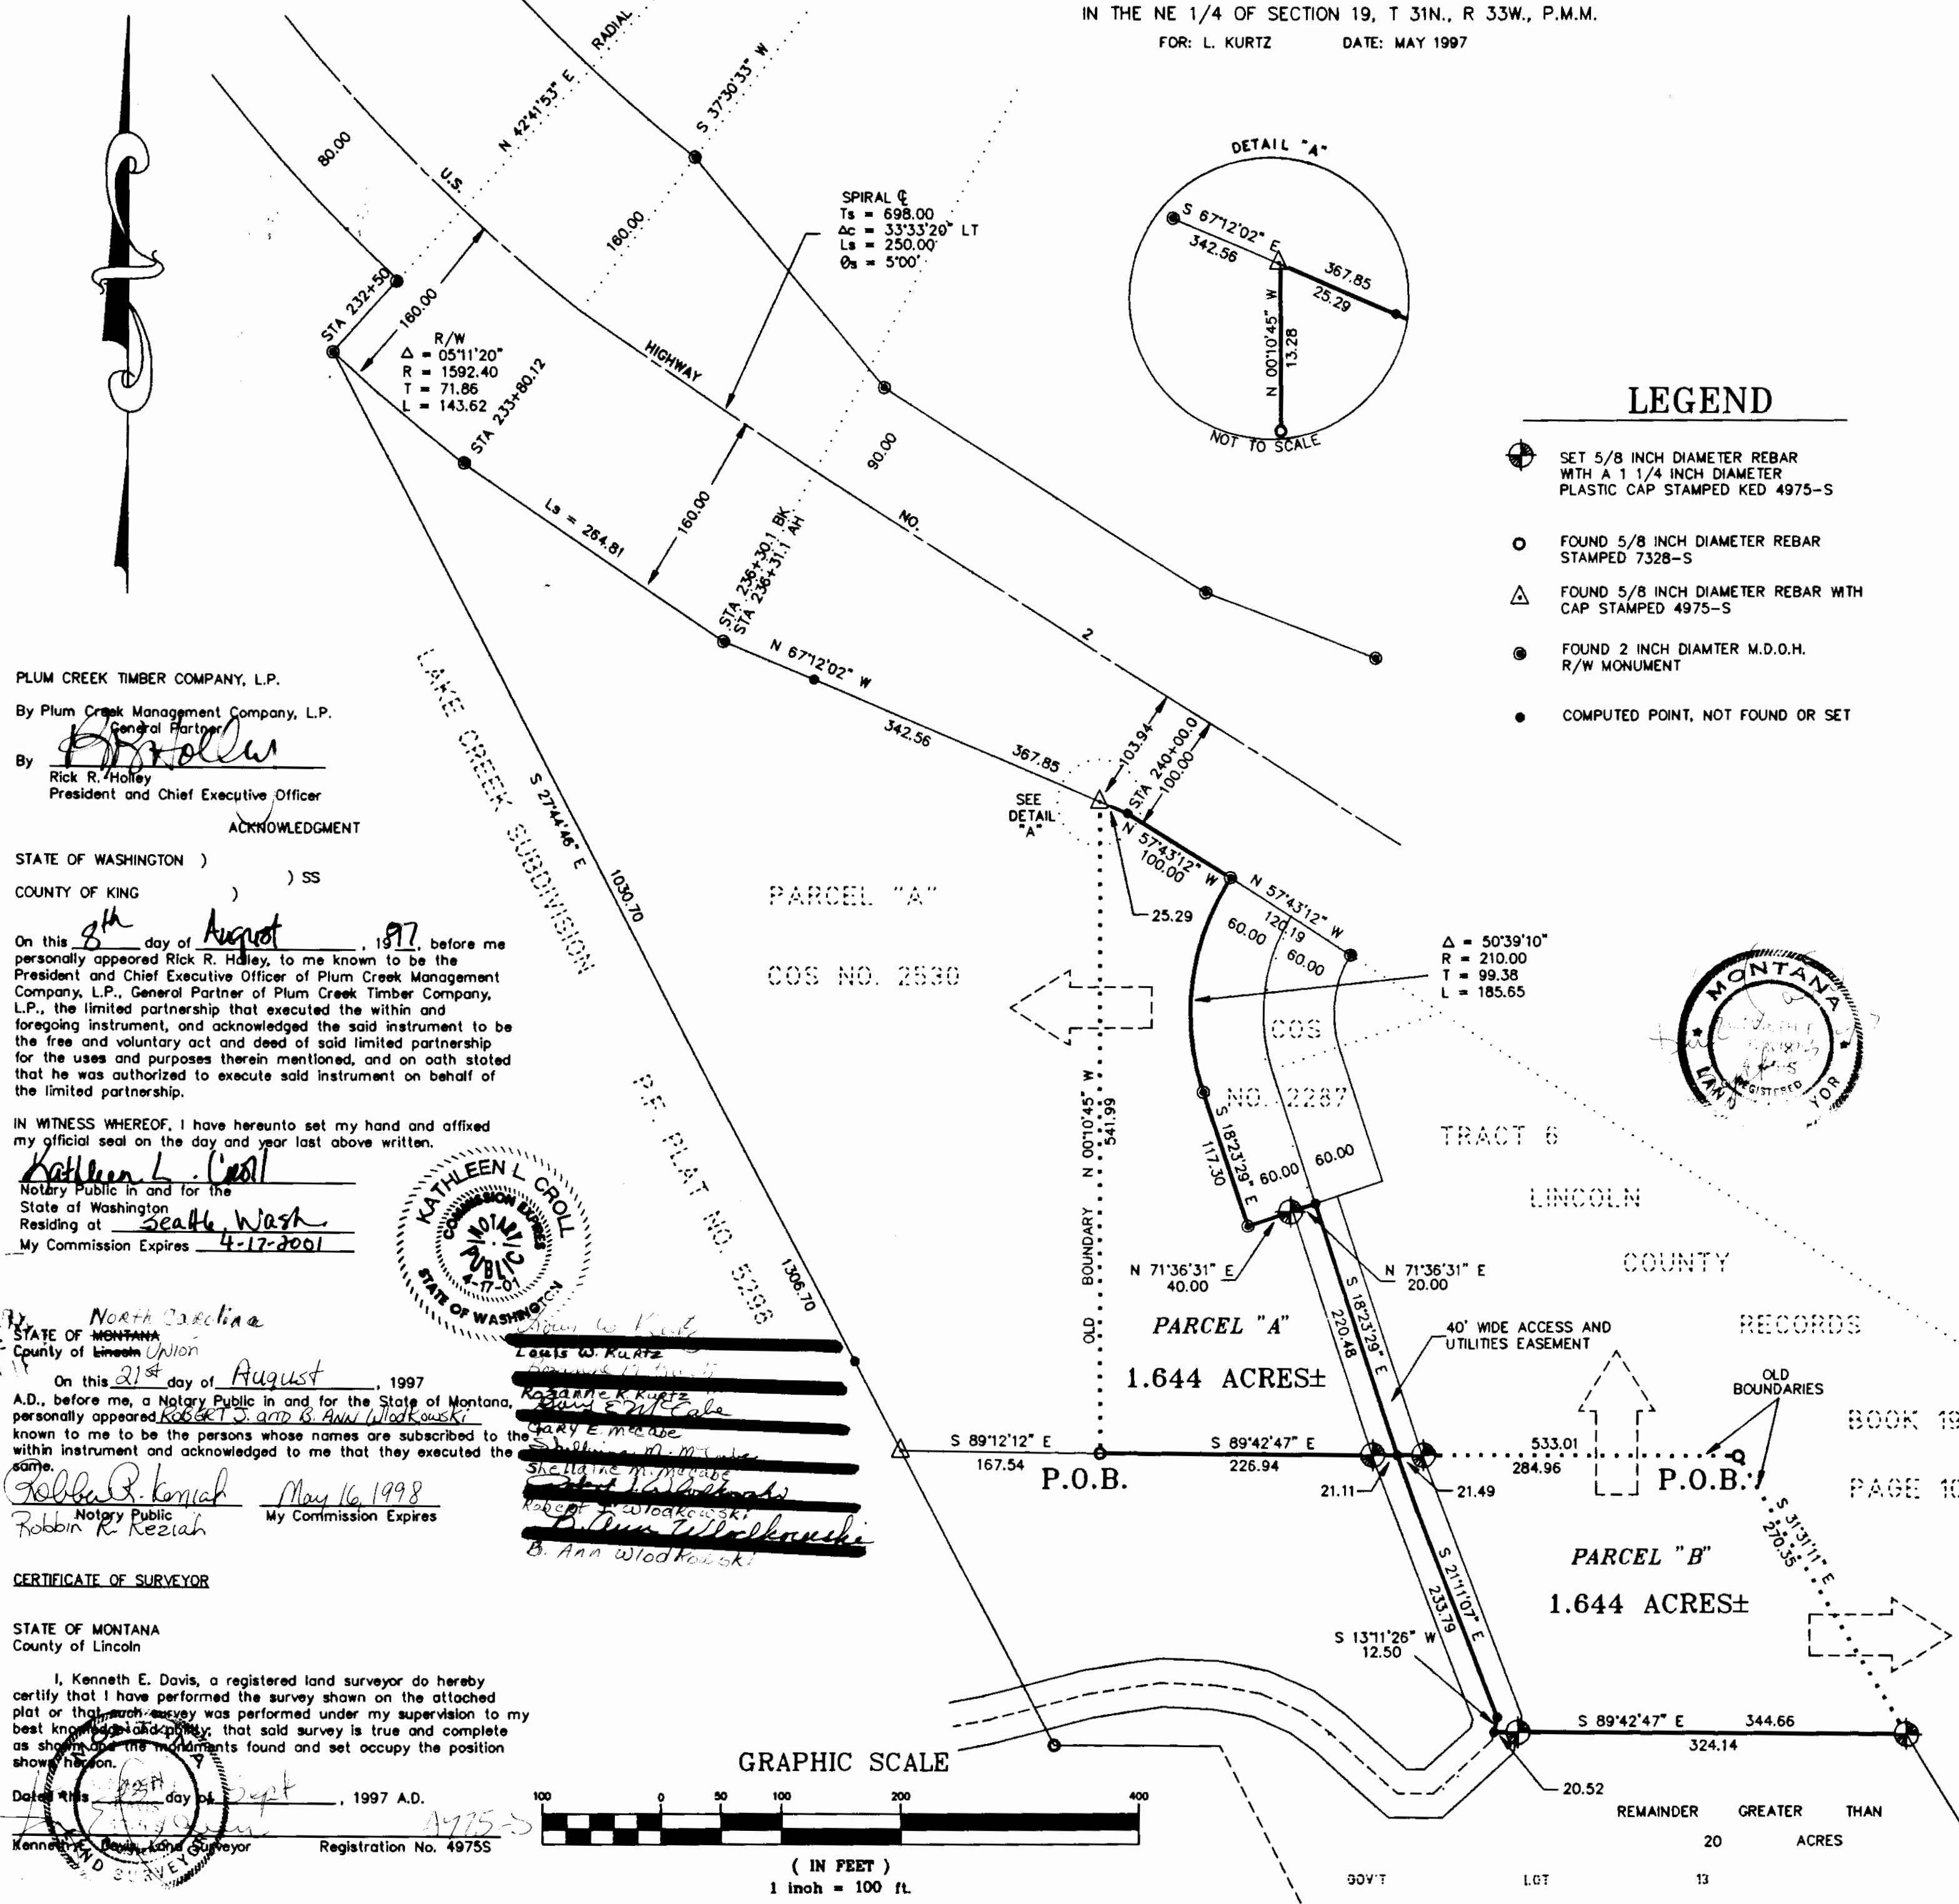 IN THE NE 1/4 OF SECTION 19, T 31N., R 33W., P.M.M.
FOR: L. KURTZ DATE: MAY 1997
RADIAL
N 42°41'53" E
S 37°30'33" W
80.00
U.S.
160.00
SPIRAL ℄
Ts = 698.00
Δc = 33°33'20" LT
Ls = 250.00'
Θs = 5°00'
STA 232+50
160.00
R/W
Δ = 05°11'20"
R = 1592.40
T = 71.86
L = 143.62
STA 233+80.12
HIGHWAY
90.00
160.00
NO.
2
Ls = 264.81
STA 236+30.1 BK
STA 236+31.1 AH
N 67°12'02" W
342.56
367.85
DETAIL "A"
S 67°12'02" E
342.56
367.85
25.29
N 00°10'45" W
13.28
NOT TO SCALE
LEGEND
SET 5/8 INCH DIAMETER REBAR
WITH A 1 1/4 INCH DIAMETER
PLASTIC CAP STAMPED KED 4975-S
FOUND 5/8 INCH DIAMETER REBAR
STAMPED 7328-S
FOUND 5/8 INCH DIAMETER REBAR WITH
CAP STAMPED 4975-S
FOUND 2 INCH DIAMTER M.D.O.H.
R/W MONUMENT
COMPUTED POINT, NOT FOUND OR SET
PLUM CREEK TIMBER COMPANY, L.P.
By Plum Creek Management Company, L.P.
General Partner
By
Rick R. Holley
President and Chief Executive Officer
ACKNOWLEDGMENT
STATE OF WASHINGTON )
) SS
COUNTY OF KING )
On this 8th day of August, 1997, before me
personally appeared Rick R. Holley, to me known to be the
President and Chief Executive Officer of Plum Creek Management
Company, L.P., General Partner of Plum Creek Timber Company,
L.P., the limited partnership that executed the within and
foregoing instrument, and acknowledged the said instrument to be
the free and voluntary act and deed of said limited partnership
for the uses and purposes therein mentioned, and on oath stated
that he was authorized to execute said instrument on behalf of
the limited partnership.
IN WITNESS WHEREOF, I have hereunto set my hand and affixed
my official seal on the day and year last above written.
Kathleen L. Croll
Notary Public in and for the
State of Washington
Residing at Seattle, Wash.
My Commission Expires 4-17-2001
KATHLEEN L CROLL
COMMISSION EXPIRES
NOTARY
PUBLIC
4-17-01
STATE OF WASHINGTON
North Carolina
STATE OF MONTANA
County of Lincoln Union
On this 21st day of August, 1997
A.D., before me, a Notary Public in and for the State of Montana,
personally appeared ROBERT J. and B. ANN Wlodkowski
known to me to be the persons whose names are subscribed to the
within instrument and acknowledged to me that they executed the
same.
Robbin R. Keziah May 16, 1998
Notary Public My Commission Expires
Robbin R. Keziah
Louis W. Kurtz
Rozanne R. Kurtz
Gary E. McCabe
Gary E. McCabe
Shellaine M. McCabe
Shellaine M. McCabe
Robert J. Wlodkowski
Robert J. Wlodkowski
B. Ann Wlodkowski
B. Ann Wlodkowski
CERTIFICATE OF SURVEYOR
STATE OF MONTANA
County of Lincoln
I, Kenneth E. Davis, a registered land surveyor do hereby
certify that I have performed the survey shown on the attached
plat or that such survey was performed under my supervision to my
best knowledge and ability; that said survey is true and complete
as shown and the monuments found and set occupy the position
shown hereon.
Dated this day of Sept, 1997 A.D.
4975-S
Kenneth E. Davis, Land Surveyor Registration No. 4975S
LAKE CREEK SUBDIVISION
P.F. PLAT NO. 5298
S 27°44'46" E
1030.70
1306.70
PARCEL "A"
COS NO. 2530
SEE
DETAIL
"A"
103.94
STA 240+00.0
100.00
N 57°43'12" W
100.00
25.29
N 57°43'12" W
120.19
60.00
60.00
Δ = 50°39'10"
R = 210.00
T = 99.38
L = 185.65
COS
NO. 2287
MONTANA
REGISTERED
LAND
TRACT 6
LINCOLN
COUNTY
RECORDS
BOOK 19
PAGE 10
OLD BOUNDARY N 00°10'45" W
541.99
S 18°23'29" E
117.30
60.00
60.00
N 71°36'31" E
40.00
N 71°36'31" E
20.00
PARCEL "A"
1.644 ACRES±
S 18°23'29" E
220.48
40' WIDE ACCESS AND
UTILITIES EASEMENT
OLD
BOUNDARIES
S 89°12'12" E
167.54
P.O.B.
S 89°42'47" E
226.94
533.01
284.96
P.O.B.
21.11
21.49
S 31°31'11" E
270.35
PARCEL "B"
1.644 ACRES±
S 21°11'07" E
233.79
S 13°11'26" W
12.50
S 89°42'47" E 344.66
324.14
20.52
REMAINDER GREATER THAN
20 ACRES
GOV'T LOT 13
GRAPHIC SCALE
100 0 50 100 200 400
( IN FEET )
1 inch = 100 ft.